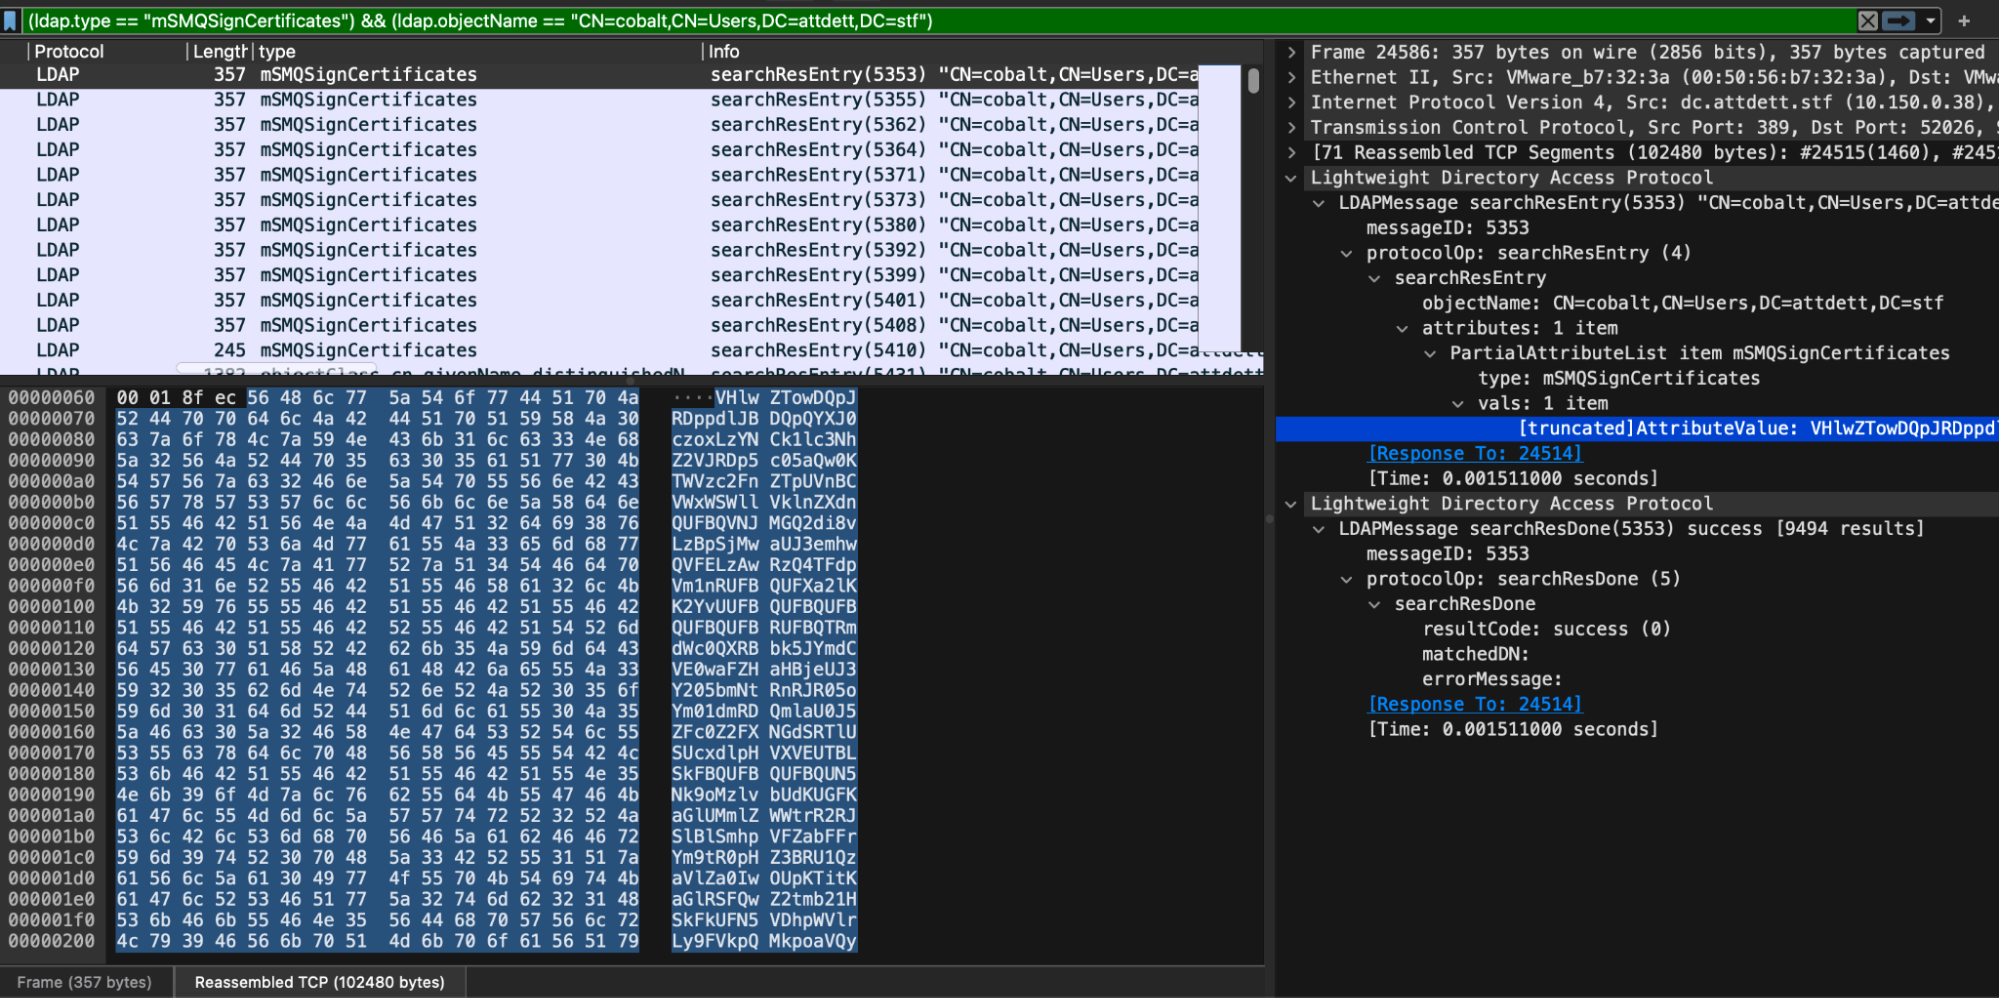 (ldap.type == "mSMQSignCertificates") && (ldap.objectName == "CN=cobalt,CN=Users,DC=attdett,DC=stf")
Protocol Length type Info
LDAP 357 mSMQSignCertificates searchResEntry(5353) "CN=cobalt,CN=Users,DC=a
LDAP 357 mSMQSignCertificates searchResEntry(5355) "CN=cobalt,CN=Users,DC=a
LDAP 357 mSMQSignCertificates searchResEntry(5362) "CN=cobalt,CN=Users,DC=a
LDAP 357 mSMQSignCertificates searchResEntry(5364) "CN=cobalt,CN=Users,DC=a
LDAP 357 mSMQSignCertificates searchResEntry(5371) "CN=cobalt,CN=Users,DC=a
LDAP 357 mSMQSignCertificates searchResEntry(5373) "CN=cobalt,CN=Users,DC=a
LDAP 357 mSMQSignCertificates searchResEntry(5380) "CN=cobalt,CN=Users,DC=a
LDAP 357 mSMQSignCertificates searchResEntry(5392) "CN=cobalt,CN=Users,DC=a
LDAP 357 mSMQSignCertificates searchResEntry(5399) "CN=cobalt,CN=Users,DC=a
LDAP 357 mSMQSignCertificates searchResEntry(5401) "CN=cobalt,CN=Users,DC=a
LDAP 357 mSMQSignCertificates searchResEntry(5408) "CN=cobalt,CN=Users,DC=a
LDAP 245 mSMQSignCertificates searchResEntry(5410) "CN=cobalt,CN=Users,DC=attdett
00000060 00 01 8f ec 56 48 6c 77 5a 54 6f 77 44 51 70 4a ····VHlw ZTowDQpJ
00000070 52 44 70 70 64 6c 4a 42 44 51 70 51 59 58 4a 30 RDppdlJB DQpQYXJ0
00000080 63 7a 6f 78 4c 7a 59 4e 43 6b 31 6c 63 33 4e 68 czoxLzYN Ck1lc3Nh
00000090 5a 32 56 4a 52 44 70 35 63 30 35 61 51 77 30 4b Z2VJRDp5 c05aQw0K
000000a0 54 57 56 7a 63 32 46 6e 5a 54 70 55 56 6e 42 43 TWVzc2Fn ZTpUVnBC
000000b0 56 57 78 57 53 57 6c 6c 56 6b 6c 6e 5a 58 64 6e VWxWSWll VklnZXdn
000000c0 51 55 46 42 51 56 4e 4a 4d 47 51 32 64 69 38 76 QUFBQVNJ MGQ2di8v
000000d0 4c 7a 42 70 53 6a 4d 77 61 55 4a 33 65 6d 68 77 LzBpSjMw aUJ3emhw
000000e0 51 56 46 45 4c 7a 41 77 52 7a 51 34 54 46 64 70 QVFELzAw RzQ4TFdp
000000f0 56 6d 31 6e 52 55 46 42 51 55 46 58 61 32 6c 4b Vm1nRUFB QUFXa2lK
00000100 4b 32 59 76 55 55 46 42 51 55 46 42 51 55 46 42 K2YvUUFB QUFBQUFB
00000110 51 55 46 42 51 55 46 42 52 55 46 42 51 54 52 6d QUFBQUFB RUFBQTRm
00000120 64 57 63 30 51 58 52 42 62 6b 35 4a 59 6d 64 43 dWc0QXRB bk5JYmdC
00000130 56 45 30 77 61 46 5a 48 61 48 42 6a 65 55 4a 33 VE0waFZH aHBjeUJ3
00000140 59 32 30 35 62 6d 4e 74 52 6e 52 4a 52 30 35 6f Y205bmNt RnRJR05o
00000150 59 6d 30 31 64 6d 52 44 51 6d 6c 61 55 30 4a 35 Ym01dmRD QmlaU0J5
00000160 5a 46 63 30 5a 32 46 58 4e 47 64 53 52 54 6c 55 ZFc0Z2FX NGdSRTlU
00000170 53 55 63 78 64 6c 70 48 56 58 56 45 55 54 42 4c SUcxdlpH VXVEUTBL
00000180 53 6b 46 42 51 55 46 42 51 55 46 42 51 55 4e 35 SkFBQUFB QUFBQUN5
00000190 4e 6b 39 6f 4d 7a 6c 76 62 55 64 4b 55 47 46 4b Nk9oMzlv bUdKUGFK
000001a0 61 47 6c 55 4d 6d 6c 5a 57 57 74 72 52 32 52 4a aGlUMmlZ WWtrR2RJ
000001b0 53 6c 42 6c 53 6d 68 70 56 46 5a 61 62 46 46 72 SlBlSmhp VFZabFFr
000001c0 59 6d 39 74 52 30 70 48 5a 33 42 52 55 31 51 7a Ym9tR0pH Z3BRU1Qz
000001d0 61 56 6c 5a 61 30 49 77 4f 55 70 4b 54 69 74 4b aVlZa0Iw OUpKTitK
000001e0 61 47 6c 52 53 46 51 77 5a 32 74 6d 62 32 31 48 aGlRSFQw Z2tmb21H
000001f0 53 6b 46 6b 55 46 4e 35 56 44 68 70 57 56 6c 72 SkFkUFN5 VDhpWVlr
00000200 4c 79 39 46 56 6b 70 51 4d 6b 70 6f 61 56 51 79 Ly9FVkpQ MkpoaVQy
Frame (357 bytes) Reassembled TCP (102480 bytes)
Frame 24586: 357 bytes on wire (2856 bits), 357 bytes captured
Ethernet II, Src: VMware_b7:32:3a (00:50:56:b7:32:3a), Dst: VMw
Internet Protocol Version 4, Src: dc.attdett.stf (10.150.0.38),
Transmission Control Protocol, Src Port: 389, Dst Port: 52026,
[71 Reassembled TCP Segments (102480 bytes): #24515(1460), #245
Lightweight Directory Access Protocol
LDAPMessage searchResEntry(5353) "CN=cobalt,CN=Users,DC=attde
messageID: 5353
protocolOp: searchResEntry (4)
searchResEntry
objectName: CN=cobalt,CN=Users,DC=attdett,DC=stf
attributes: 1 item
PartialAttributeList item mSMQSignCertificates
type: mSMQSignCertificates
vals: 1 item
[truncated]AttributeValue: VHlwZTowDQpJRDppd
[Response To: 24514]
[Time: 0.001511000 seconds]
Lightweight Directory Access Protocol
LDAPMessage searchResDone(5353) success [9494 results]
messageID: 5353
protocolOp: searchResDone (5)
searchResDone
resultCode: success (0)
matchedDN:
errorMessage:
[Response To: 24514]
[Time: 0.001511000 seconds]